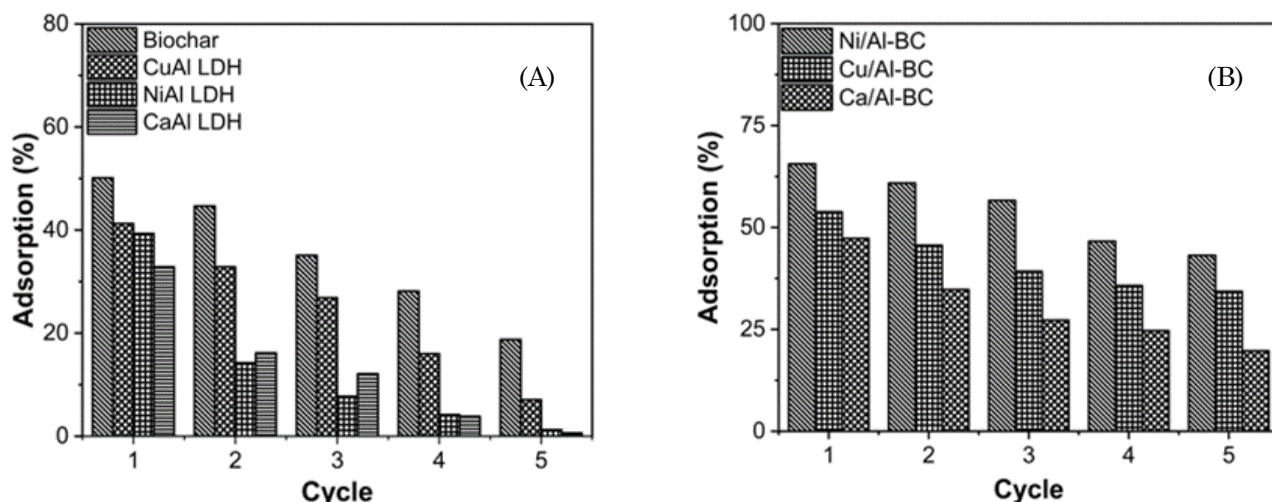 80
60
40
20
0
Adsorption (%)
Biochar
CuAl LDH
NiAl LDH
CaAl LDH
(A)
1 2 3 4 5
Cycle
100
75
50
25
0
Adsorption (%)
Ni/Al-BC
Cu/Al-BC
Ca/Al-BC
(B)
1 2 3 4 5
Cycle